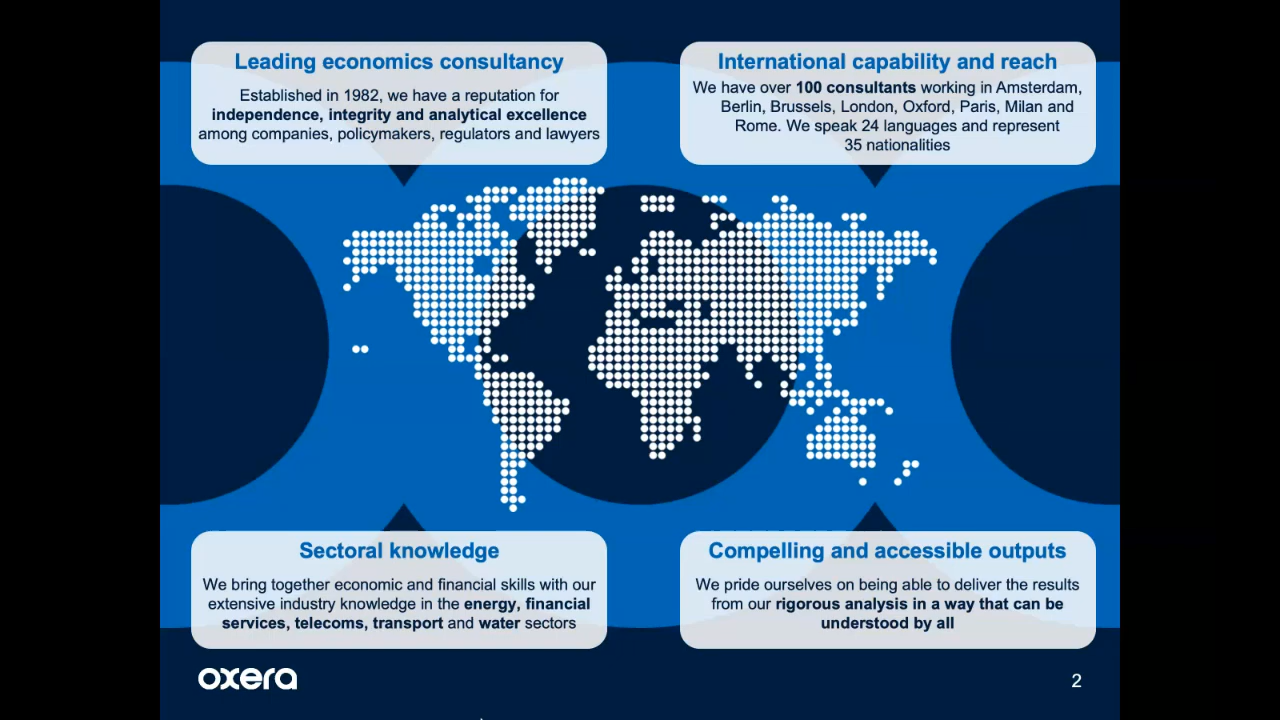 Leading economics consultancy
Established in 1982, we have a reputation for
independence, integrity and analytical excellence
among companies, policymakers, regulators and lawyers
International capability and reach
We have over 100 consultants working in Amsterdam,
Berlin, Brussels, London, Oxford, Paris, Milan and
Rome. We speak 24 languages and represent
35 nationalities
Sectoral knowledge
We bring together economic and financial skills with our
extensive industry knowledge in the energy, financial
services, telecoms, transport and water sectors
Compelling and accessible outputs
We pride ourselves on being able to deliver the results
from our rigorous analysis in a way that can be
understood by all
oxera
2